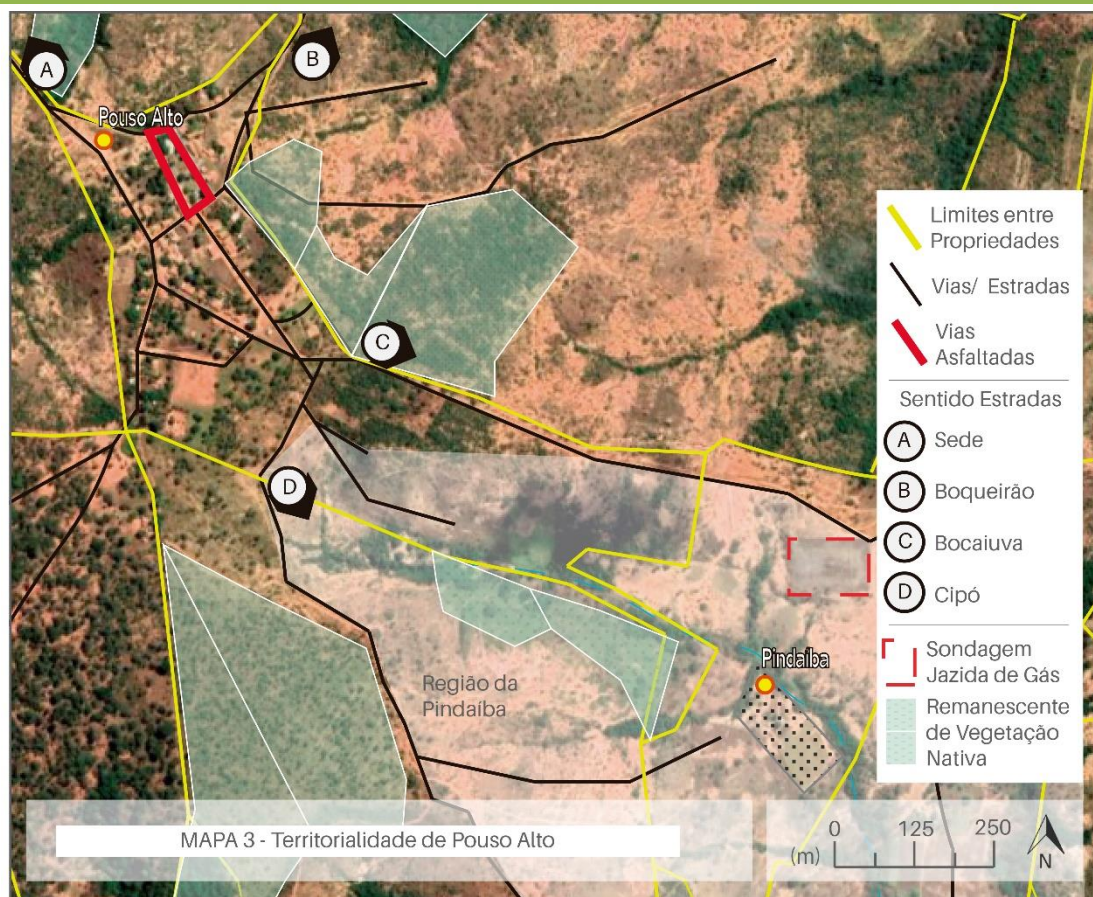 A
B
Pouso Alto
C
D
Região da
Pindaíba
Pindaíba
Limites entre
Propriedades
Vias/ Estradas
Vias
Asfaltadas
Sentido Estradas
A Sede
B Boqueirão
C Bocaiuva
D Cipó
Sondagem
Jazida de Gás
Remanescente
de Vegetação
Nativa
MAPA 3 - Territorialidade de Pouso Alto
0 125 250
(m)
N